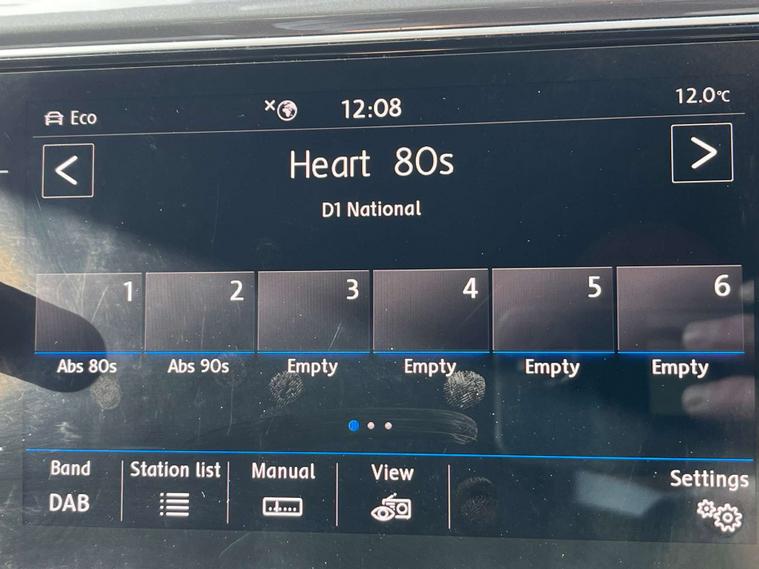 Eco 12:08 12.0°C
Heart 80s
D1 National
1 2 3 4 5 6
Abs 80s Abs 90s Empty Empty Empty Empty
Band Station list Manual View Settings
DAB